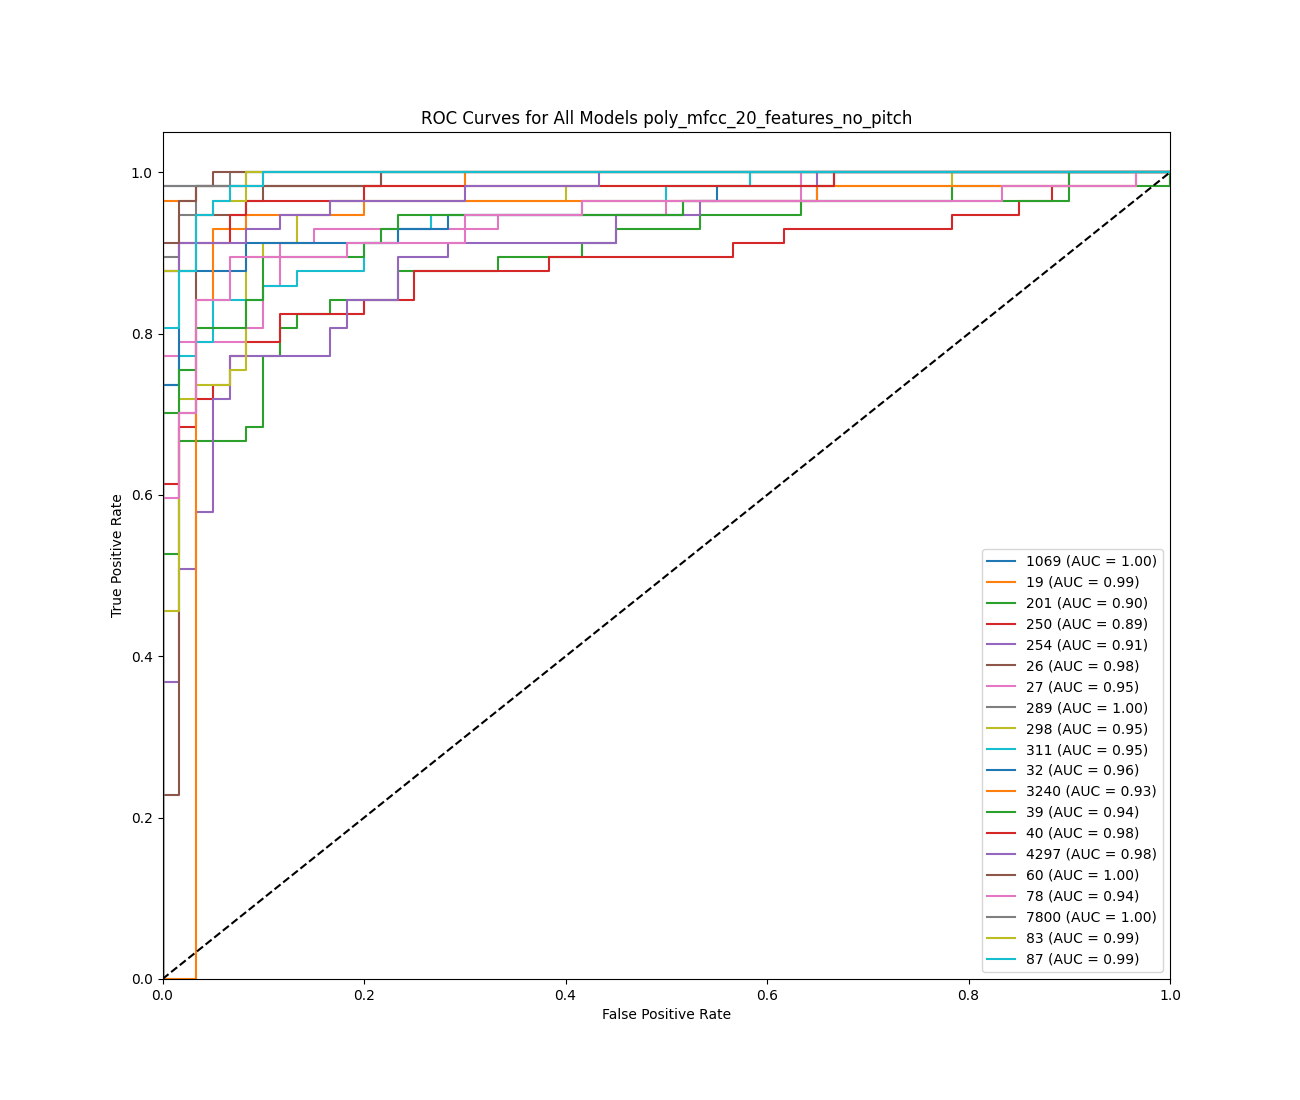 ROC Curves for All Models poly_mfcc_20_features_no_pitch
1.0
0.8
0.6
0.4
0.2
0.0
True Positive Rate
1069 (AUC = 1.00)
19 (AUC = 0.99)
201 (AUC = 0.90)
250 (AUC = 0.89)
254 (AUC = 0.91)
26 (AUC = 0.98)
27 (AUC = 0.95)
289 (AUC = 1.00)
298 (AUC = 0.95)
311 (AUC = 0.95)
32 (AUC = 0.96)
3240 (AUC = 0.93)
39 (AUC = 0.94)
40 (AUC = 0.98)
4297 (AUC = 0.98)
60 (AUC = 1.00)
78 (AUC = 0.94)
7800 (AUC = 1.00)
83 (AUC = 0.99)
87 (AUC = 0.99)
0.0 0.2 0.4 0.6 0.8 1.0
False Positive Rate